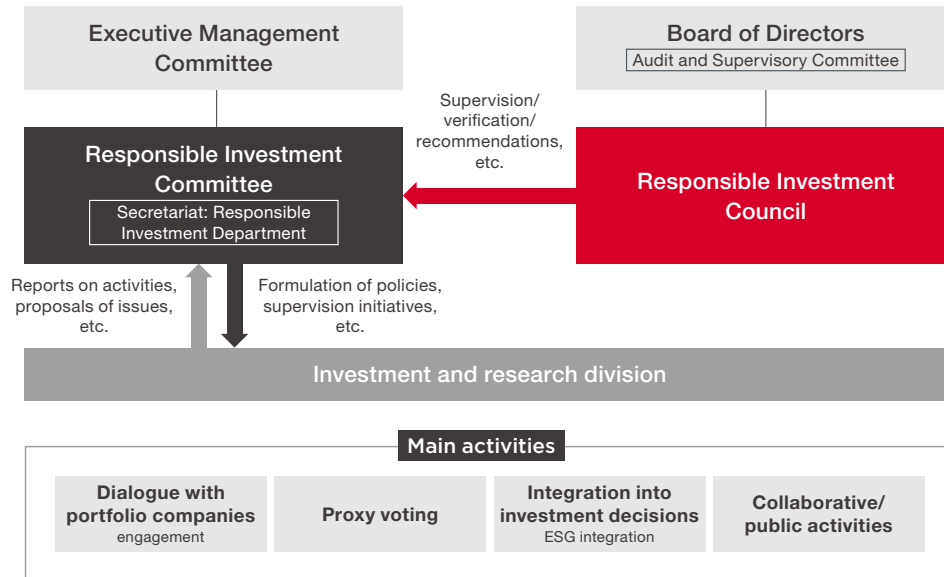 Executive Management
Committee
Board of Directors
Audit and Supervisory Committee
Supervision/
verification/
recommendations,
etc.
Responsible Investment
Committee
Secretariat: Responsible
Investment Department
Responsible Investment
Council
Reports on activities,
proposals of issues,
etc.
Formulation of policies,
supervision initiatives,
etc.
Investment and research division
Main activities
Dialogue with
portfolio companies
engagement
Proxy voting
Integration into
investment decisions
ESG integration
Collaborative/
public activities